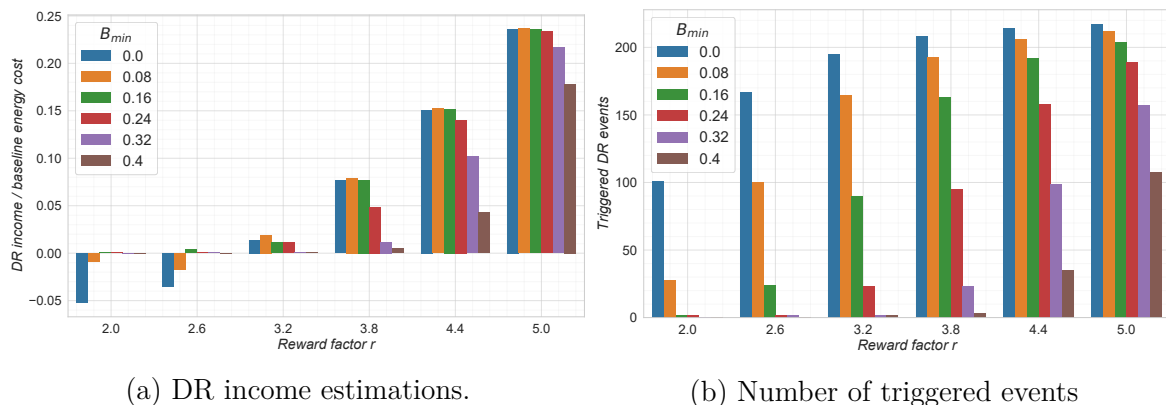 DR income / baseline energy cost
0.25
0.20
0.15
0.10
0.05
0.00
−0.05
B_min
0.0
0.08
0.16
0.24
0.32
0.4
2.0 2.6 3.2 3.8 4.4 5.0
Reward factor r
(a) DR income estimations.
Triggered DR events
200
150
100
50
0
B_min
0.0
0.08
0.16
0.24
0.32
0.4
2.0 2.6 3.2 3.8 4.4 5.0
Reward factor r
(b) Number of triggered events